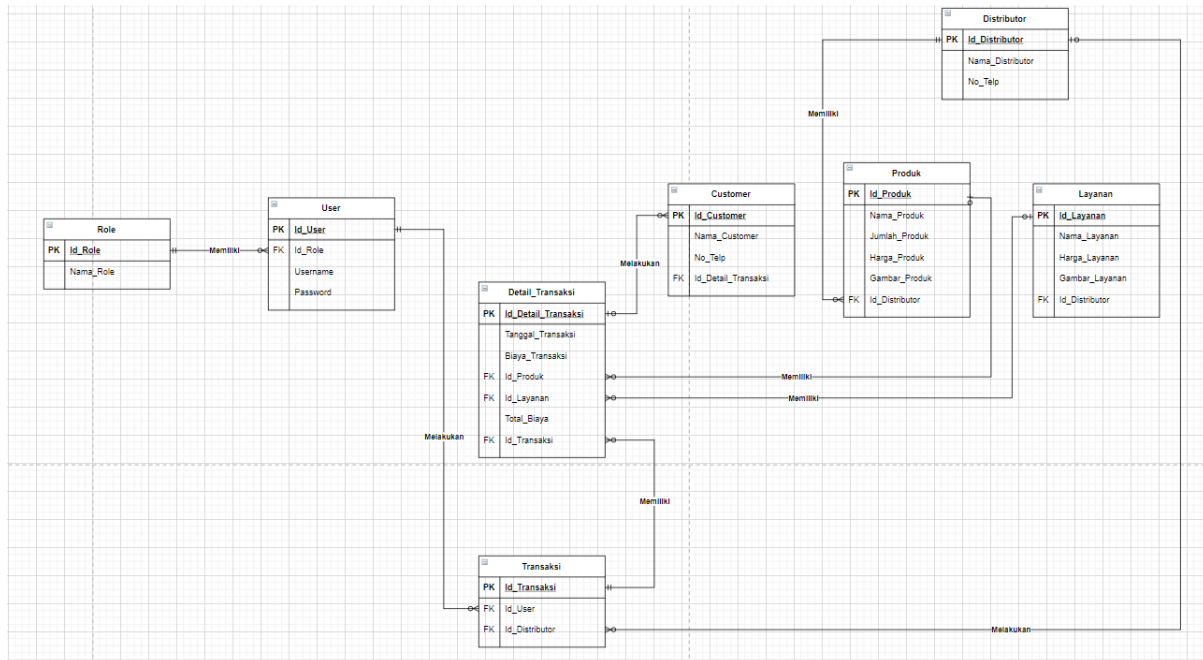 Distributor
PK Id_Distributor
Nama_Distributor
No_Telp
Memiliki
Produk
PK Id_Produk
Nama_Produk
Jumlah_Produk
Harga_Produk
Gambar_Produk
FK Id_Distributor
Layanan
PK Id_Layanan
Nama_Layanan
Harga_Layanan
Gambar_Layanan
FK Id_Distributor
Customer
PK Id_Customer
Nama_Customer
No_Telp
FK Id_Detail_Transaksi
User
PK Id_User
FK Id_Role
Username
Password
Role
PK Id_Role
Nama_Role
Memiliki
Melakukan
Detail_Transaksi
PK Id_Detail_Transaksi
Tanggal_Transaksi
Biaya_Transaksi
FK Id_Produk
FK Id_Layanan
Total_Biaya
FK Id_Transaksi
Memiliki
Memiliki
Melakukan
Memiliki
Transaksi
PK Id_Transaksi
FK Id_User
FK Id_Distributor
Melakukan